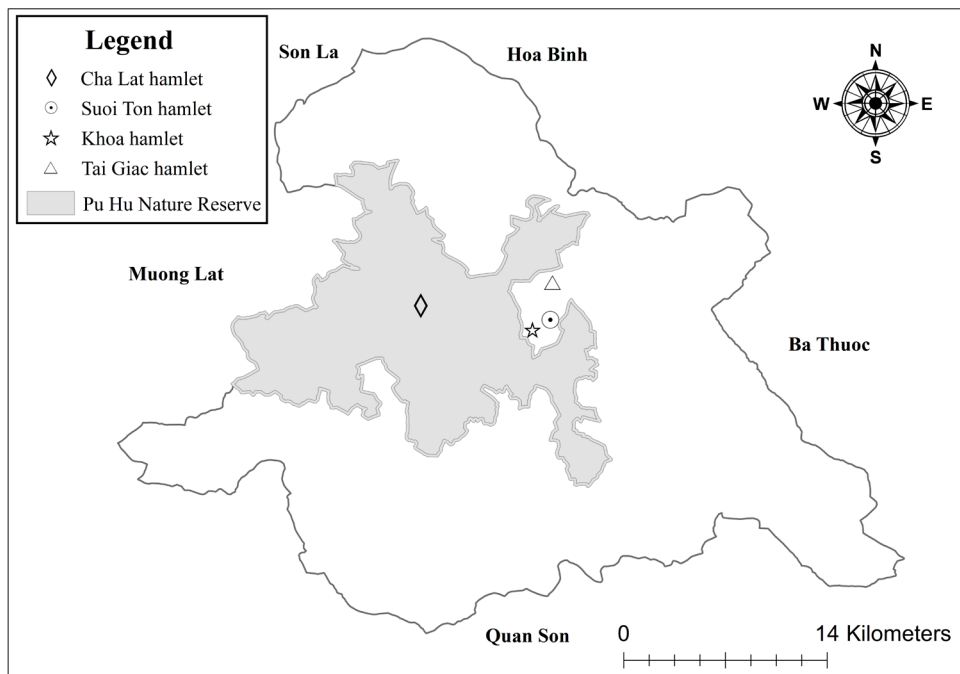 Legend
Cha Lat hamlet
Suoi Ton hamlet
Khoa hamlet
Tai Giac hamlet
Pu Hu Nature Reserve
Son La
Hoa Binh
N
W
E
S
Muong Lat
Ba Thuoc
Quan Son
0
14 Kilometers